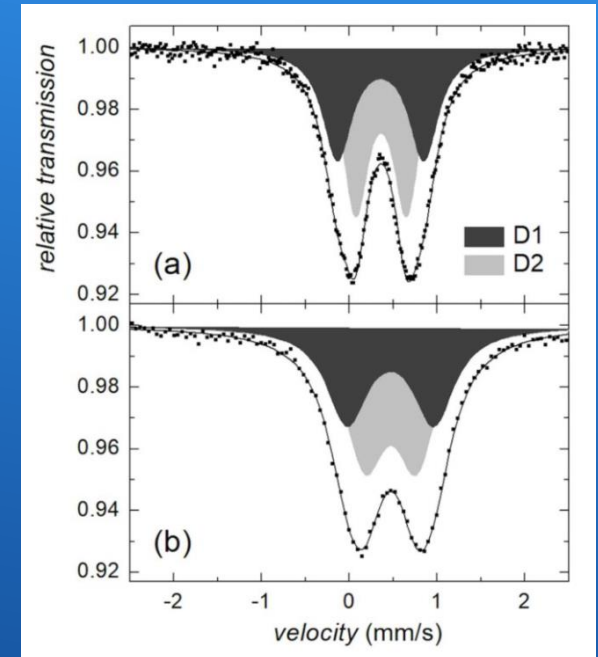 relative transmission
1.00
0.98
0.96
0.94
0.92
(a)
D1
D2
1.00
0.98
0.96
0.94
0.92
(b)
-2 -1 0 1 2
velocity (mm/s)